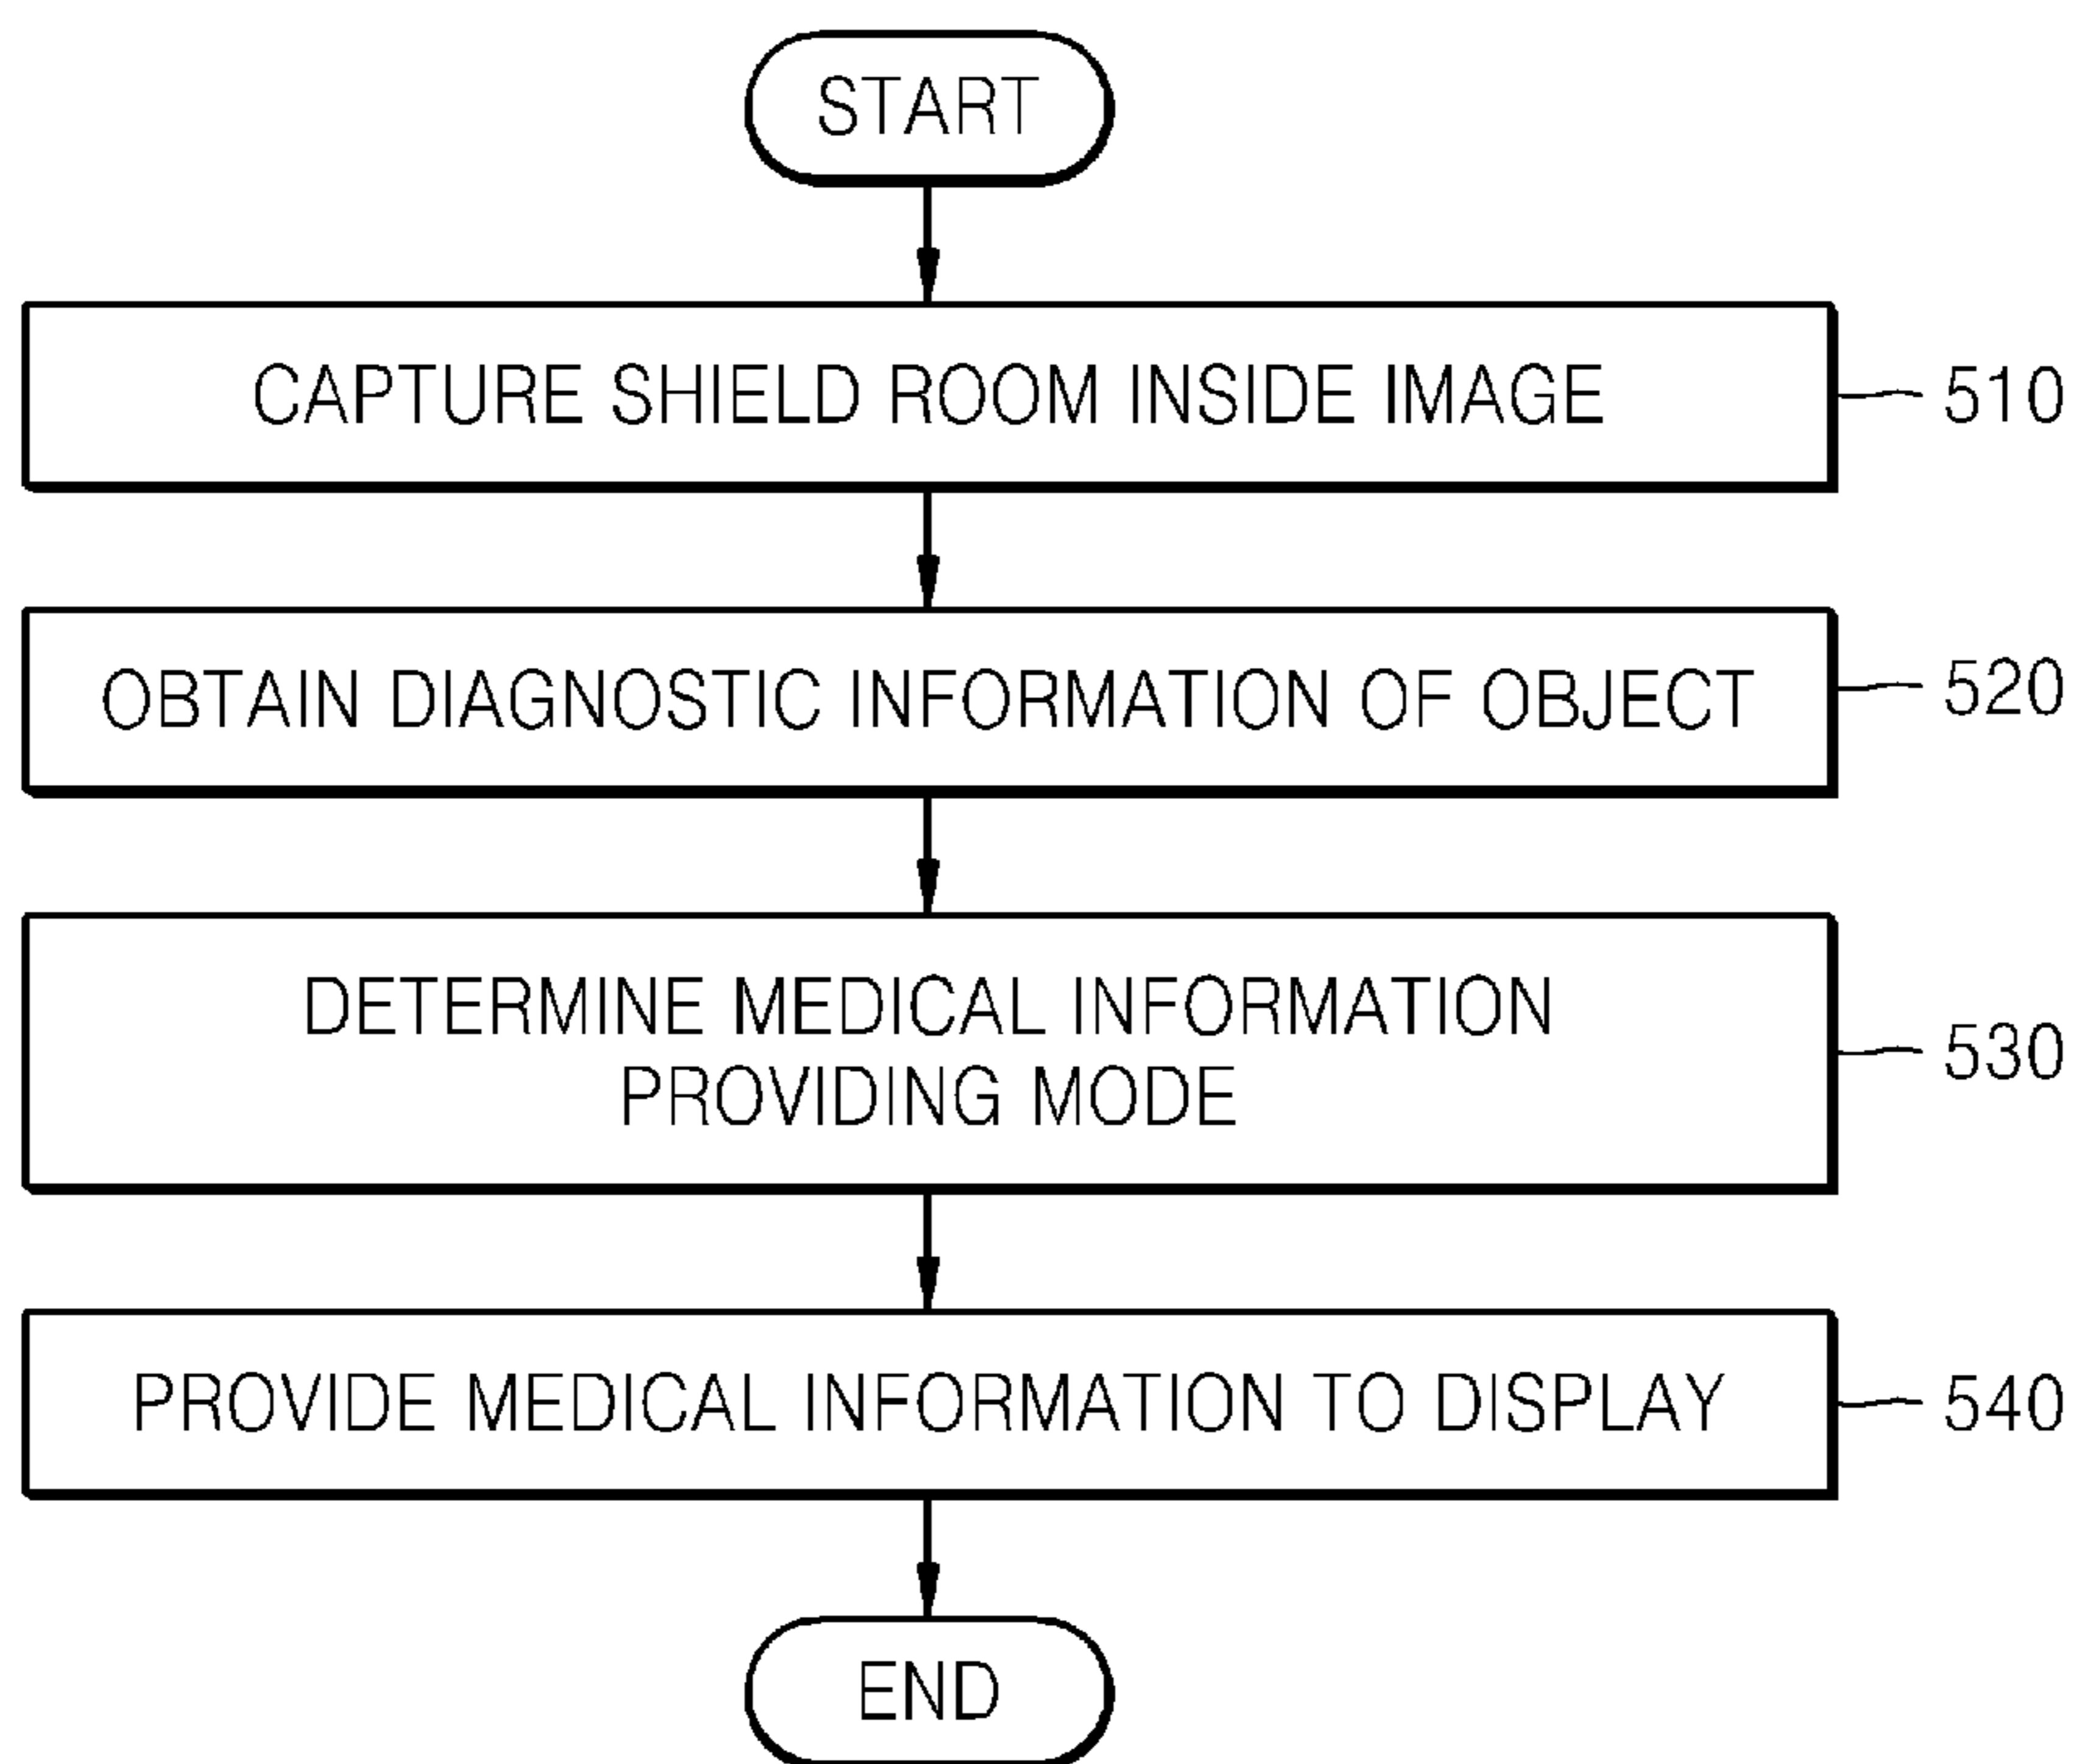 START
CAPTURE SHIELD ROOM INSIDE IMAGE
510
OBTAIN DIAGNOSTIC INFORMATION OF OBJECT
520
DETERMINE MEDICAL INFORMATION
PROVIDING MODE
530
PROVIDE MEDICAL INFORMATION TO DISPLAY
540
END